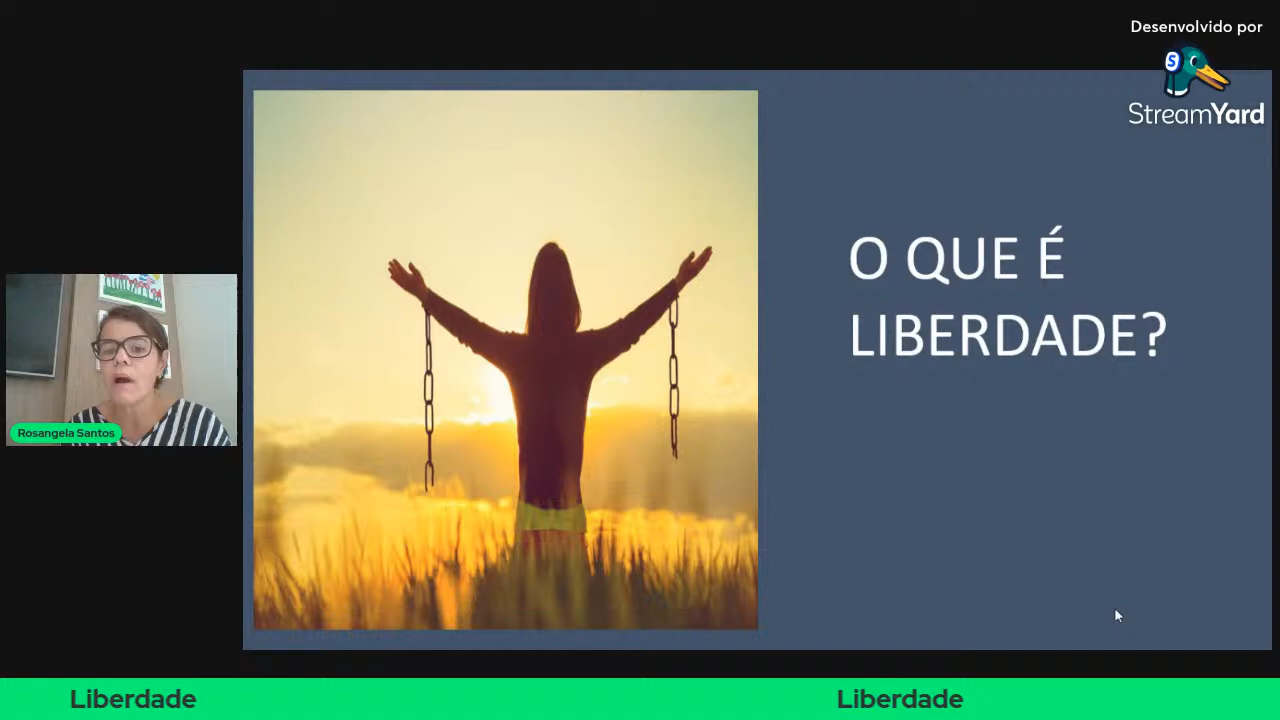 Desenvolvido por
StreamYard
O QUE É
LIBERDADE?
Rosangela Santos
Liberdade
Liberdade